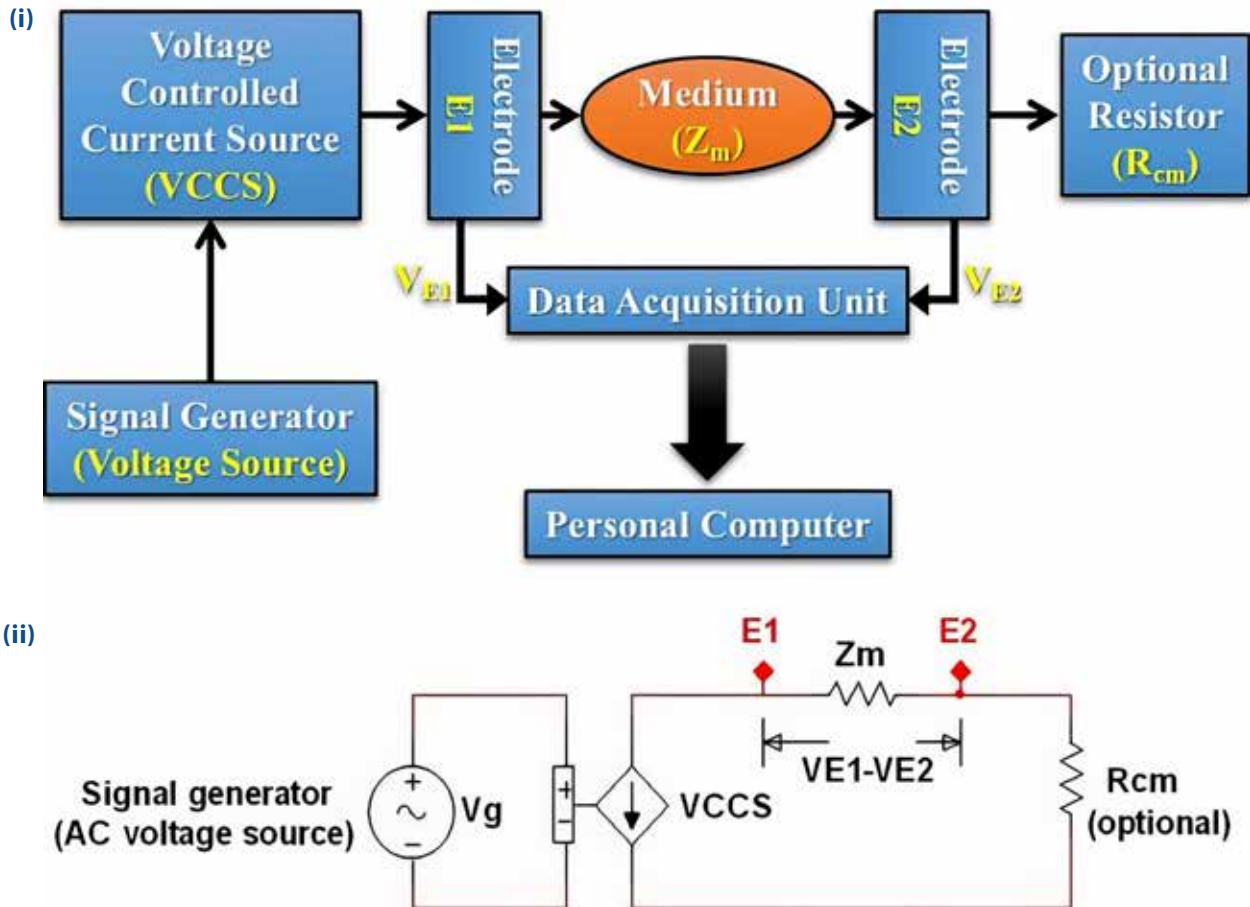 (i)
Voltage
Controlled
Current Source
(VCCS)
Electrode
E1
Medium
(Zm)
Electrode
E2
Optional
Resistor
(Rcm)
VE1
Data Acquisition Unit
VE2
Signal Generator
(Voltage Source)
Personal Computer
(ii)
E1
Zm
E2
VE1-VE2
Signal generator
(AC voltage source)
+
−
Vg
+
−
VCCS
Rcm
(optional)